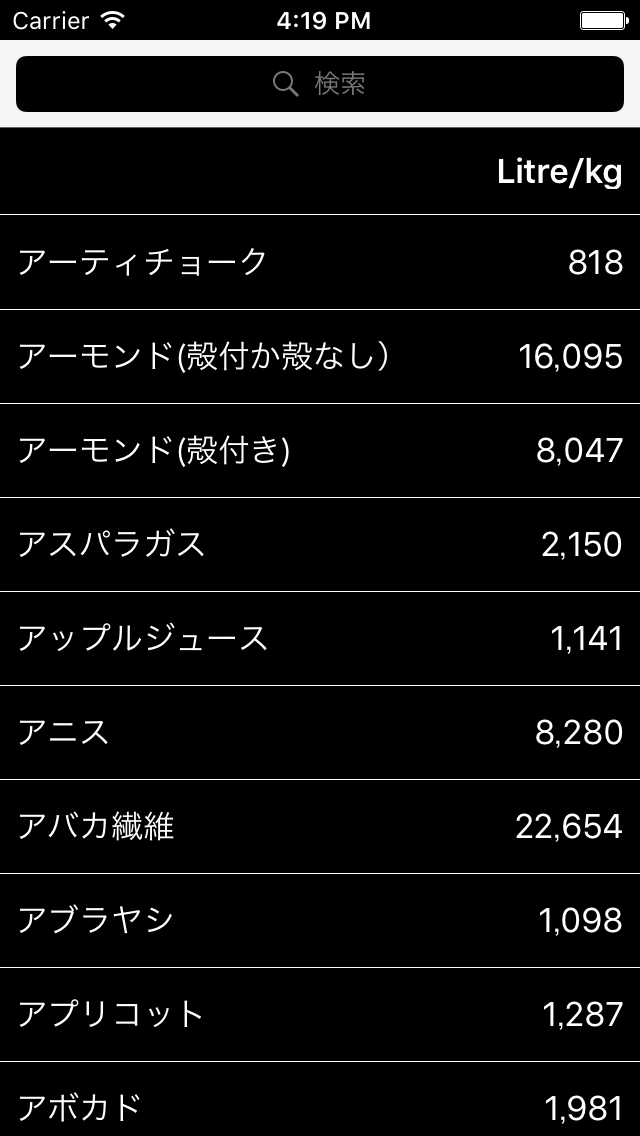 Carrier 4:19 PM
検索
Litre/kg
アーティチョーク 818
アーモンド(殻付か殻なし） 16,095
アーモンド(殻付き) 8,047
アスパラガス 2,150
アップルジュース 1,141
アニス 8,280
アバカ繊維 22,654
アブラヤシ 1,098
アプリコット 1,287
アボカド 1,981